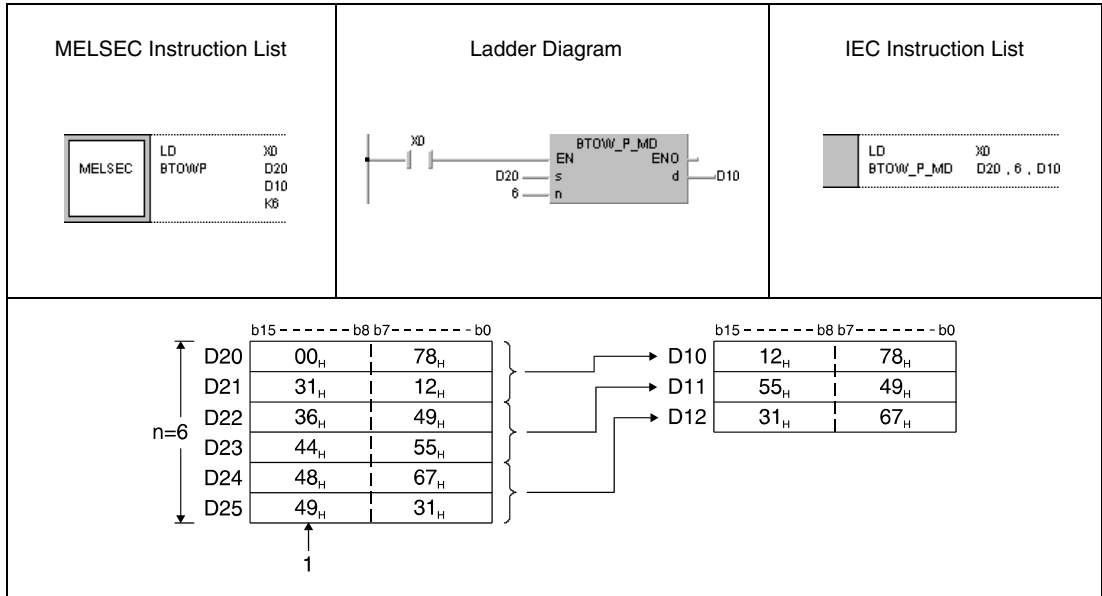 MELSEC Instruction List
Ladder Diagram
IEC Instruction List
MELSEC
LD X0
BTOWP D20
D10
K6
X0
BTOW_P_MD
EN ENO
D20 s d D10
6 n
LD X0
BTOW_P_MD D20 , 6 , D10
b15 - - - - - - b8 b7- - - - - - - - b0
b15 - - - - - - b8 b7- - - - - - - - b0
D20 00H 78H
D10 12H 78H
D21 31H 12H
D11 55H 49H
D22 36H 49H
D12 31H 67H
n=6
D23 44H 55H
D24 48H 67H
D25 49H 31H
1